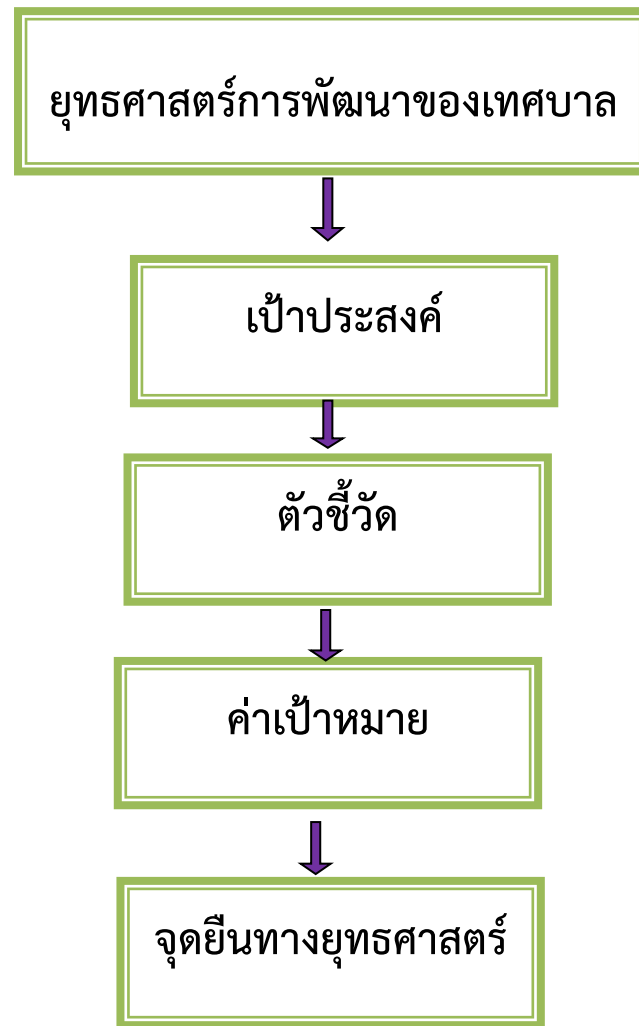 ยุทธศาสตร์การพัฒนาของเทศบาล
เป้าประสงค์
ตัวชี้วัด
ค่าเป้าหมาย
จุดยืนทางยุทธศาสตร์